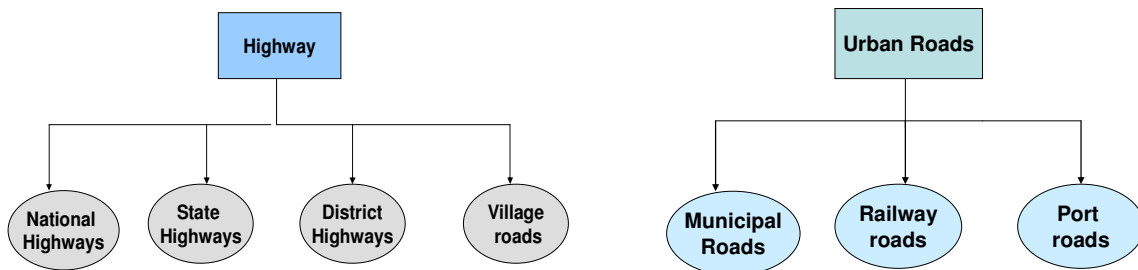 Highway
Urban Roads
National
Highways
State
Highways
District
Highways
Village
roads
Municipal
Roads
Railway
roads
Port
roads